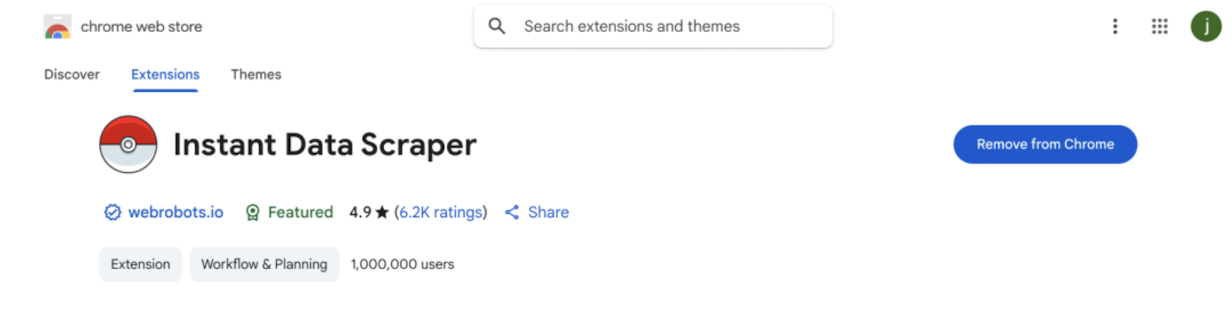 chrome web store
Search extensions and themes
j
Discover Extensions Themes
Instant Data Scraper
Remove from Chrome
webrobots.io Featured 4.9★ (6.2K ratings) Share
Extension Workflow & Planning 1,000,000 users